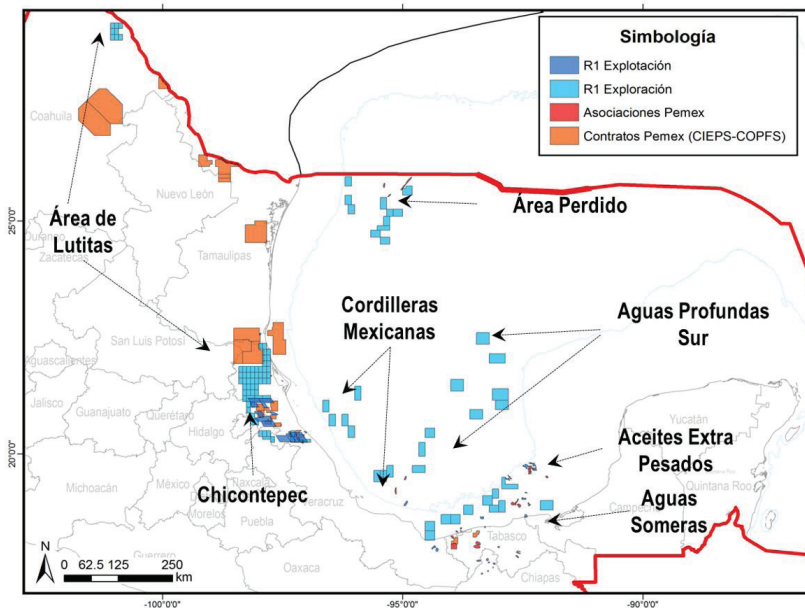 Simbología
R1 Explotación
R1 Exploración
Asociaciones Pemex
Contratos Pemex (CIEPS-COPFS)
Coahuila
Nuevo León
Área Perdido
Área de
Lutitas
25°0'0"
Durango
Zacatecas
Tamaulipas
Cordilleras
Mexicanas
Aguas Profundas
Sur
San Luis Potosí
Aguascalientes
Jalisco
Guanajuato
Querétaro
Hidalgo
Yucatán
Aceites Extra
Pesados
20°0'0"
Quintana Roo
Michoacán
México
Tlaxcala
Chicontepec
Veracruz
Campeche
Aguas
Someras
Morelos
Puebla
Tabasco
N
0 62.5 125 250
km
Guerrero
Oaxaca
Chiapas
-100°0'0"
-95°0'0"
-90°0'0"